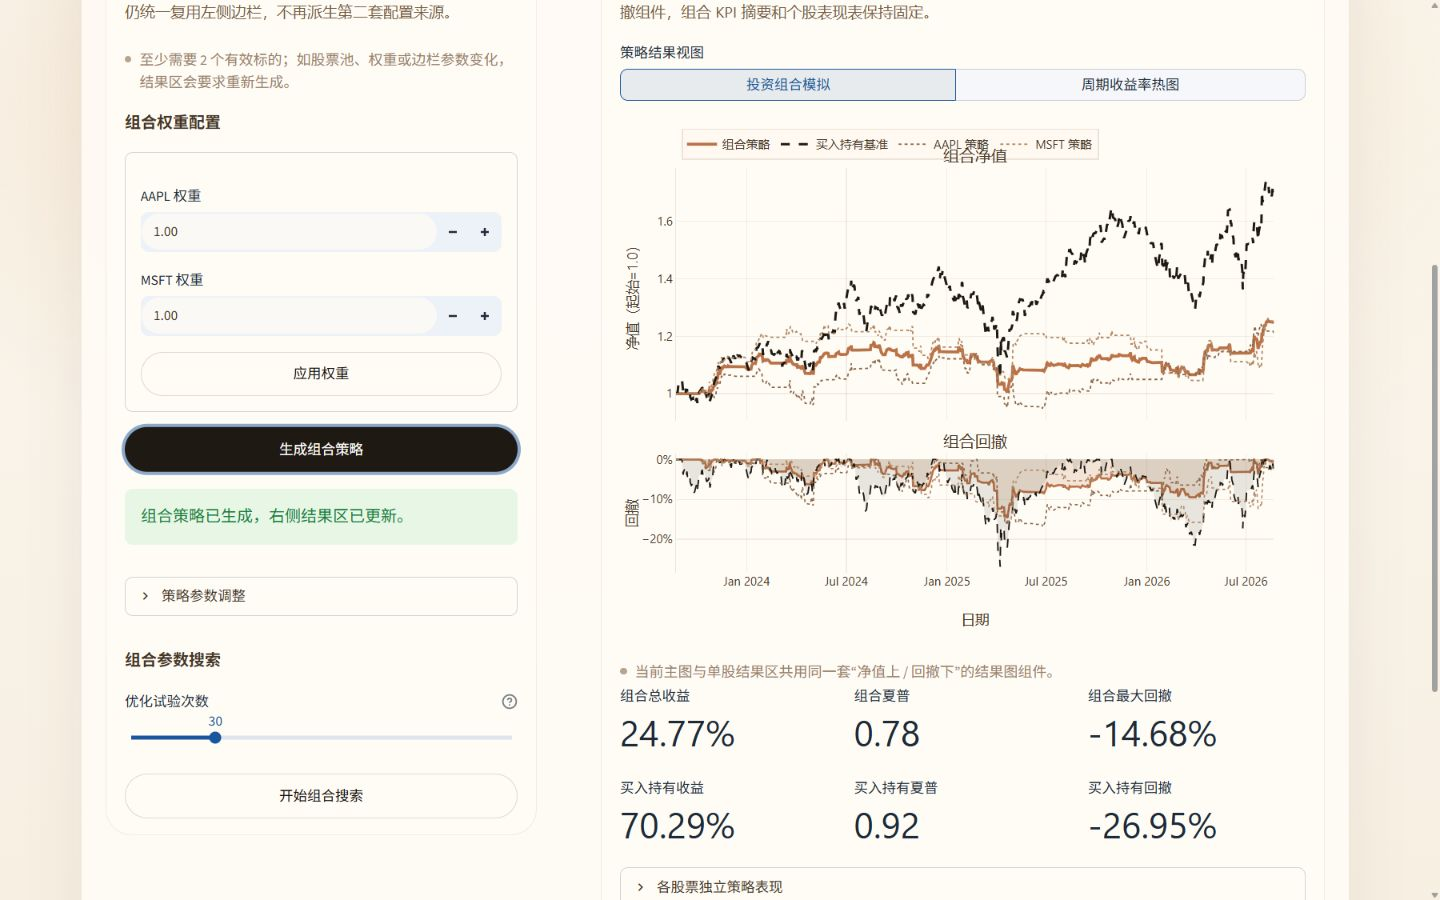 仍统一复用左侧边栏，不再派生第二套配置来源。
至少需要 2 个有效标的；如股票池、权重或边栏参数变化，
结果区会要求重新生成。
组合权重配置
AAPL 权重
1.00
MSFT 权重
1.00
应用权重
生成组合策略
组合策略已生成，右侧结果区已更新。
策略参数调整
组合参数搜索
优化试验次数
30
开始组合搜索
撤组件，组合 KPI 摘要和个股表现表保持固定。
策略结果视图
投资组合模拟
周期收益率热图
组合策略
买入持有基准
AAPL 策略
MSFT 策略
组合净值
净值（起始=1.0）
1.6
1.4
1.2
1
组合回撤
回撤
0%
−10%
−20%
Jan 2024
Jul 2024
Jan 2025
Jul 2025
Jan 2026
Jul 2026
日期
当前主图与单股结果区共用同一套“净值上 / 回撤下”的结果图组件。
组合总收益
组合夏普
组合最大回撤
24.77%
0.78
-14.68%
买入持有收益
买入持有夏普
买入持有回撤
70.29%
0.92
-26.95%
各股票独立策略表现